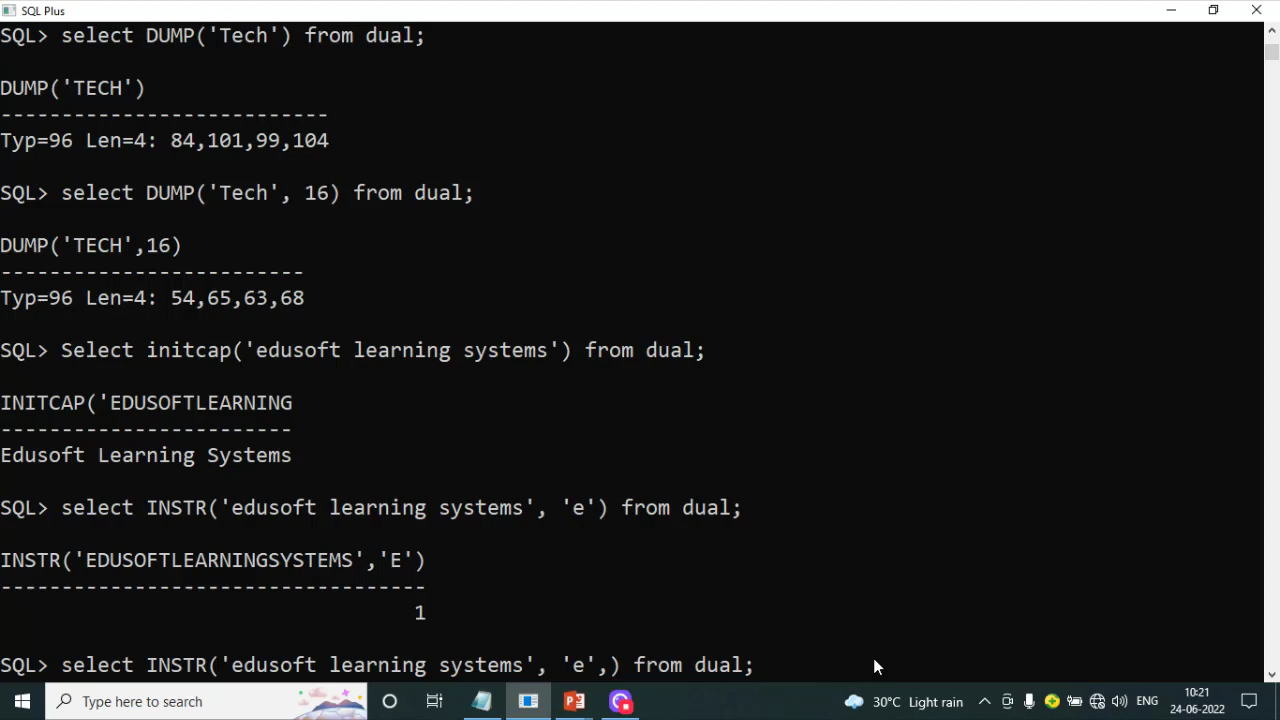 SQL Plus
SQL> select DUMP('Tech') from dual;
DUMP('TECH')
---------------------------
Typ=96 Len=4: 84,101,99,104
SQL> select DUMP('Tech', 16) from dual;
DUMP('TECH',16)
-------------------------
Typ=96 Len=4: 54,65,63,68
SQL> Select initcap('edusoft learning systems') from dual;
INITCAP('EDUSOFTLEARNING
------------------------
Edusoft Learning Systems
SQL> select INSTR('edusoft learning systems', 'e') from dual;
INSTR('EDUSOFTLEARNINGSYSTEMS','E')
-----------------------------------
1
SQL> select INSTR('edusoft learning systems', 'e',) from dual;
Type here to search
30°C Light rain
ENG
10:21
24-06-2022